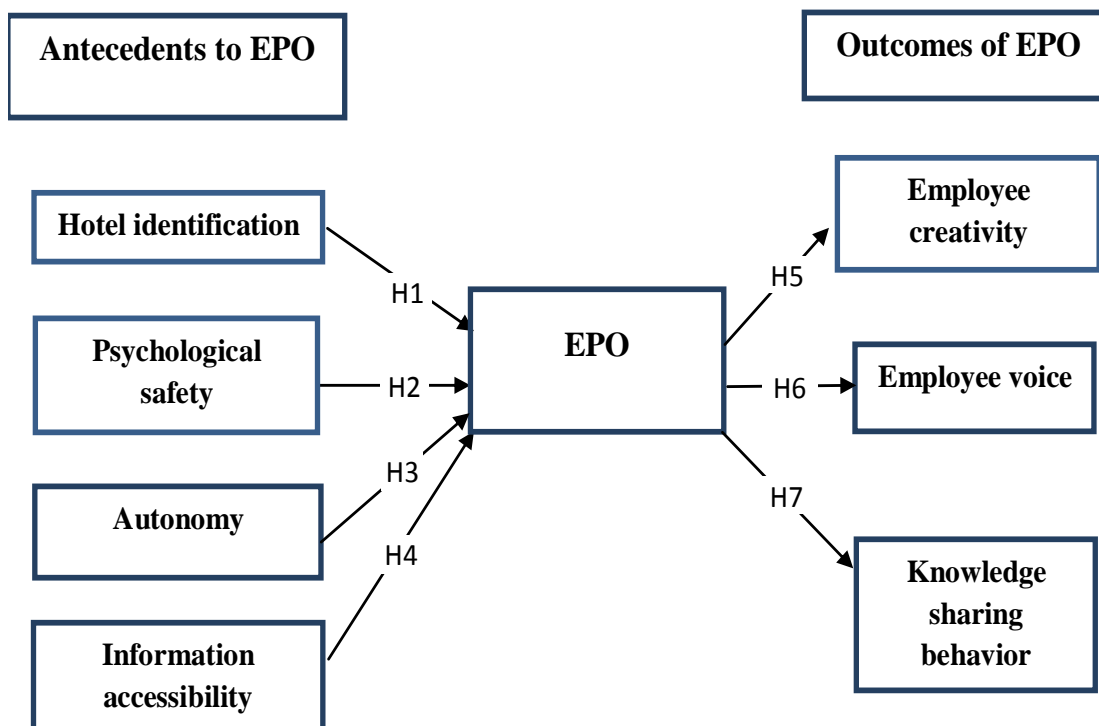 Antecedents to EPO
Outcomes of EPO
Hotel identification
Psychological
safety
Autonomy
Information
accessibility
H1
H2
H3
H4
EPO
H5
H6
H7
Employee
creativity
Employee voice
Knowledge
sharing
behavior